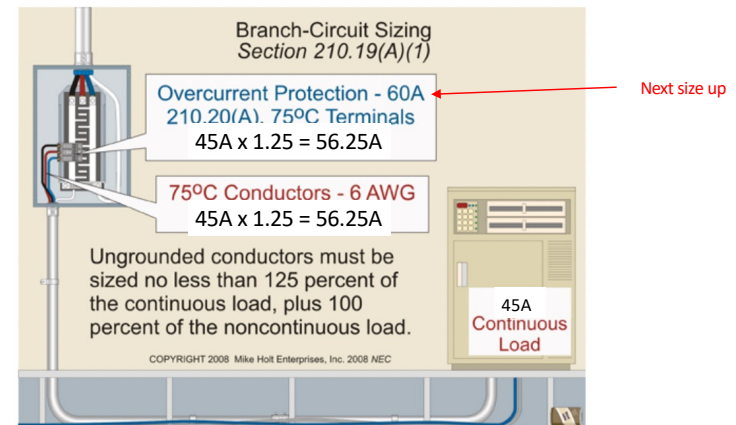 Branch-Circuit Sizing
Section 210.19(A)(1)
Overcurrent Protection - 60A
210.20(A), 75⁰C Terminals
45A x 1.25 = 56.25A
Next size up
75⁰C Conductors - 6 AWG
45A x 1.25 = 56.25A
Ungrounded conductors must be
sized no less than 125 percent of
the continuous load, plus 100
percent of the noncontinuous load.
45A
Continuous
Load
COPYRIGHT 2008 Mike Holt Enterprises, Inc. 2008 NEC